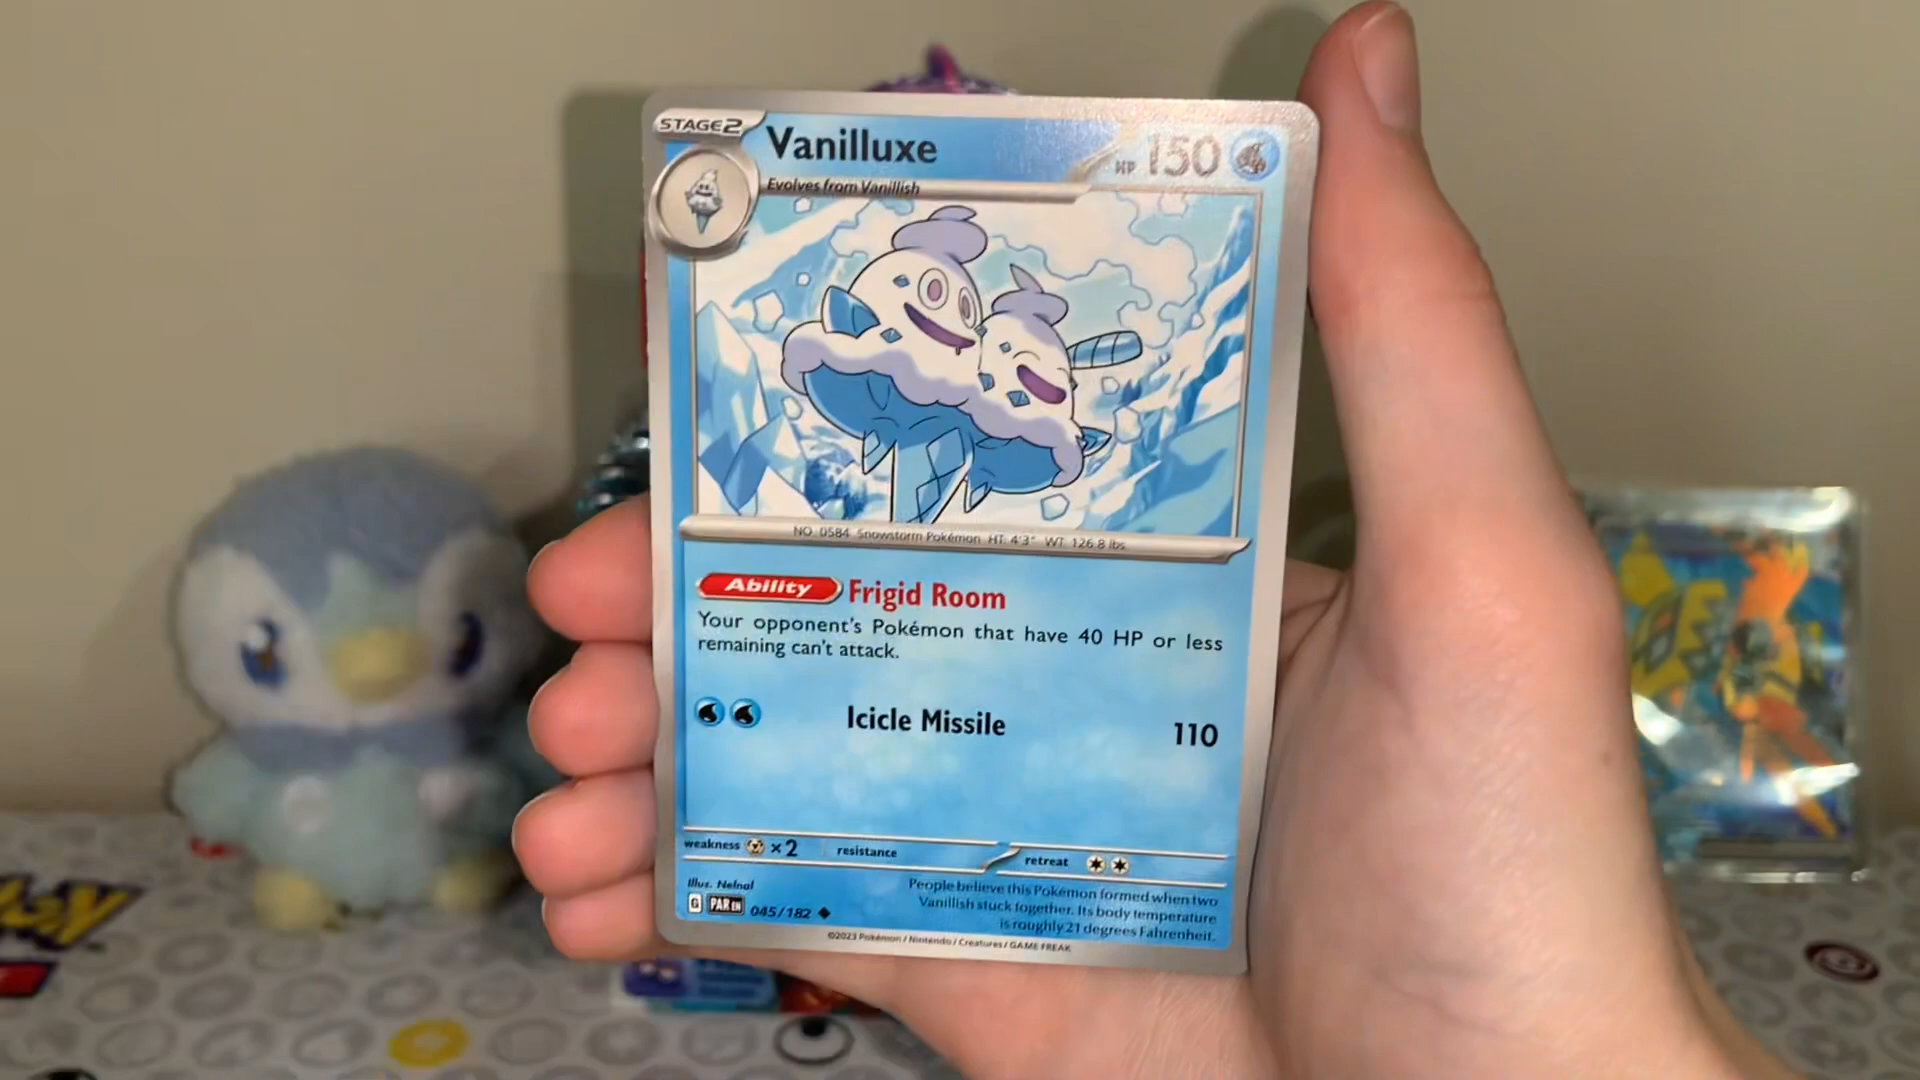 STAGE2
Vanilluxe
HP 150
Evolves from Vanillish
NO. 0584 Snowstorm Pokémon HT: 4'3" WT: 126.8 lbs.
Ability Frigid Room
Your opponent's Pokémon that have 40 HP or less
remaining can't attack.
Icicle Missile 110
weakness ×2 resistance retreat
Illus. Nelnal
G PAR EN 045/182
People believe this Pokémon formed when two
Vanillish stuck together. Its body temperature
is roughly 21 degrees Fahrenheit.
©2023 Pokémon / Nintendo / Creatures / GAME FREAK